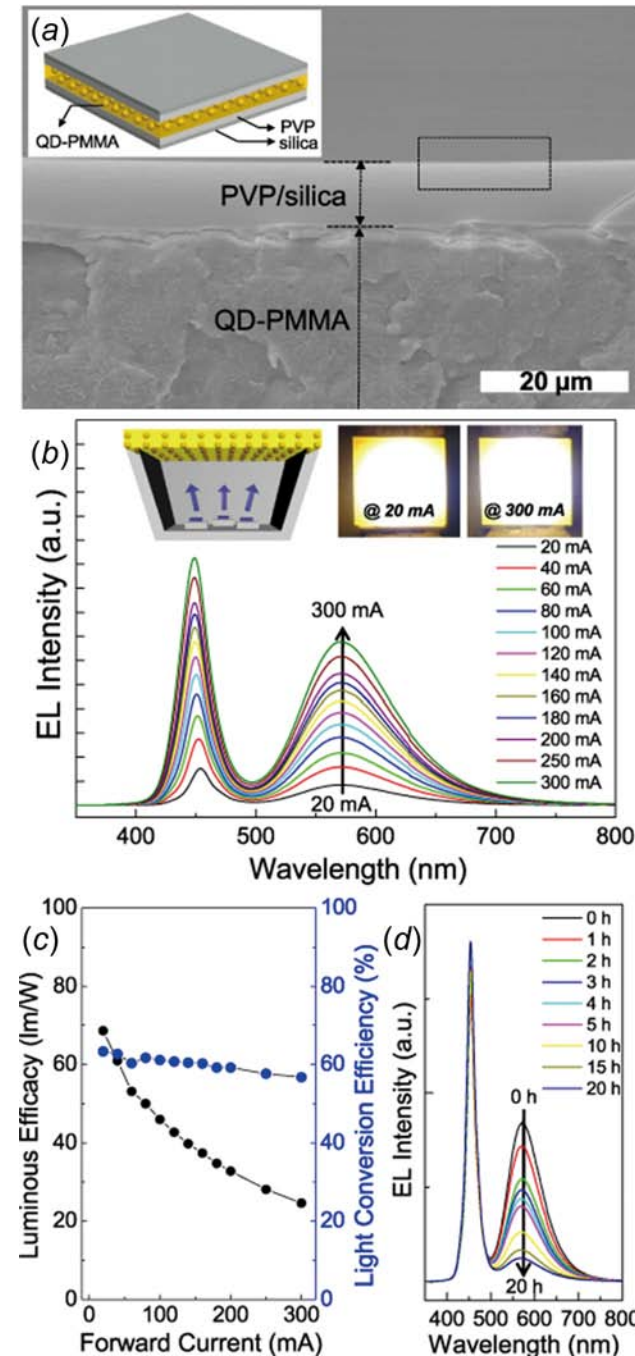 (a)
QD-PMMA
PVP
silica
PVP/silica
QD-PMMA
20 µm
(b)
@ 20 mA
@ 300 mA
EL Intensity (a.u.)
300 mA
20 mA
20 mA
40 mA
60 mA
80 mA
100 mA
120 mA
140 mA
160 mA
180 mA
200 mA
250 mA
300 mA
400 500 600 700 800
Wavelength (nm)
(c)
Luminous Efficacy (lm/W)
100
80
60
40
20
0
100
80
60
40
20
0
Light Conversion Efficiency (%)
0 100 200 300
Forward Current (mA)
(d)
EL Intensity (a.u.)
0 h
1 h
2 h
3 h
4 h
5 h
10 h
15 h
20 h
0 h
20 h
400 500 600 700 800
Wavelength (nm)